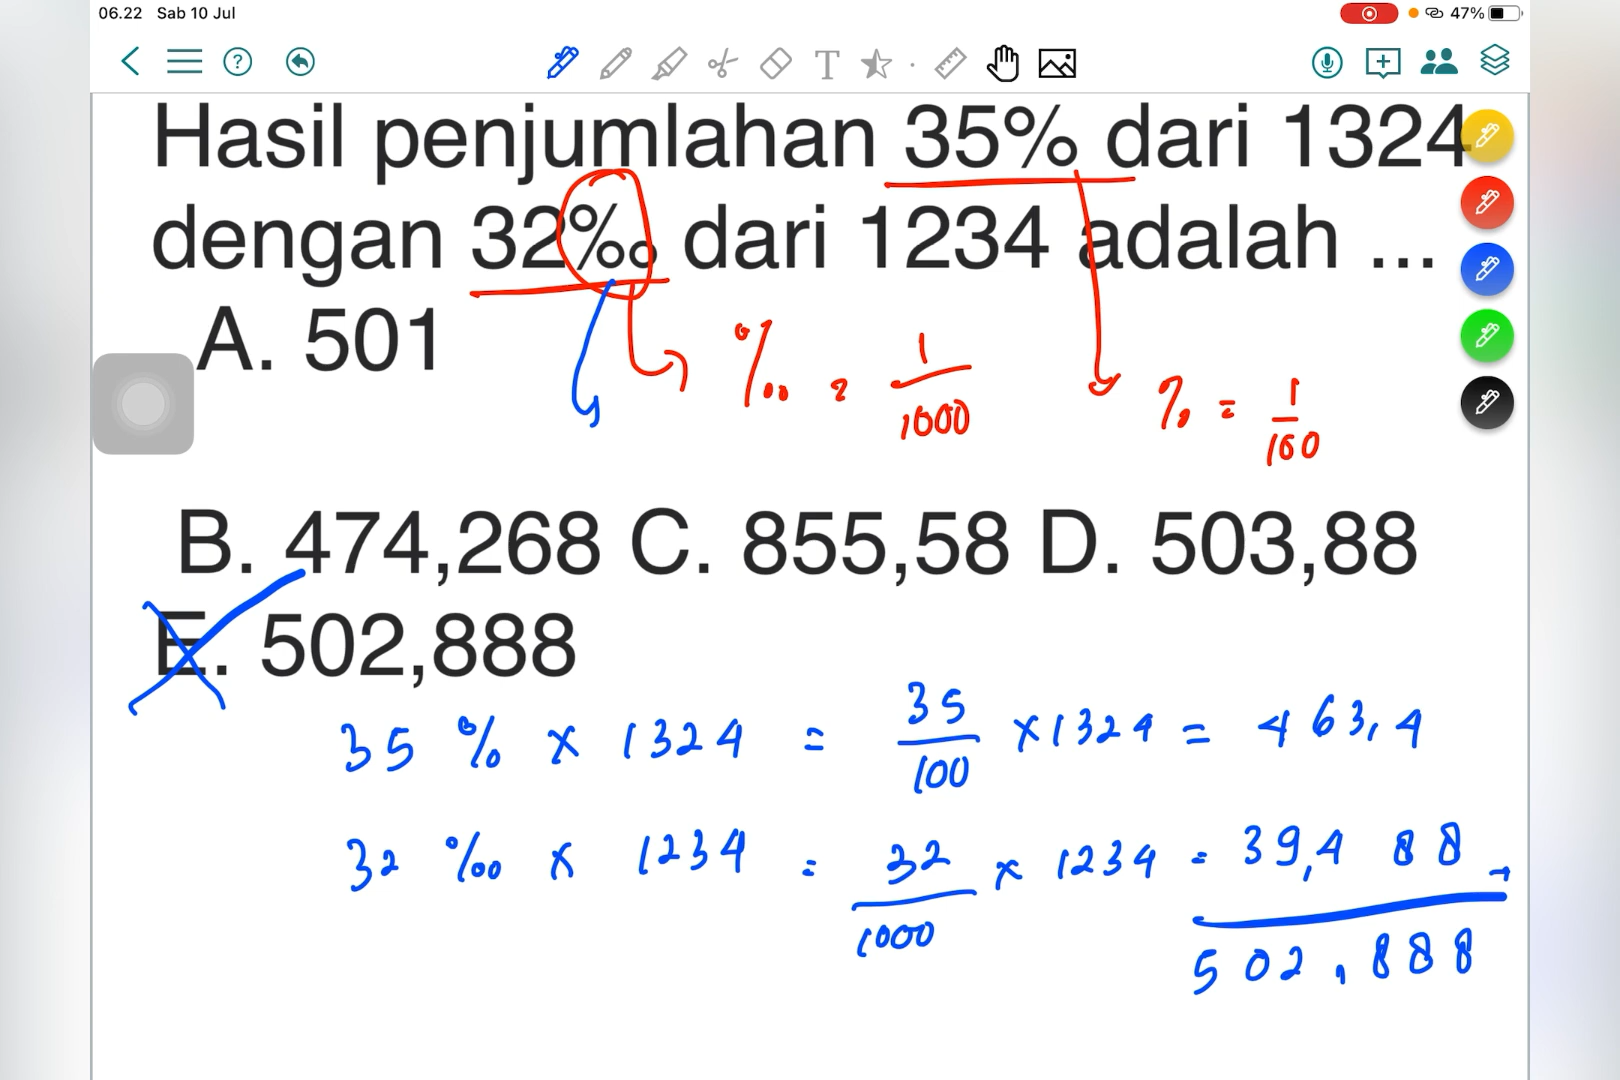 06.22 Sab 10 Jul
47%
T
Hasil penjumlahan 35% dari 1324
dengan 32‰ dari 1234 adalah ...
A. 501
‰ = 1/1000
% = 1/100
B. 474,268 C. 855,58 D. 503,88
E. 502,888
35 % x 1324 = 35/100 x 1324 = 463,4
32 ‰ x 1234 = 32/1000 x 1234 = 39,488 +
502,888